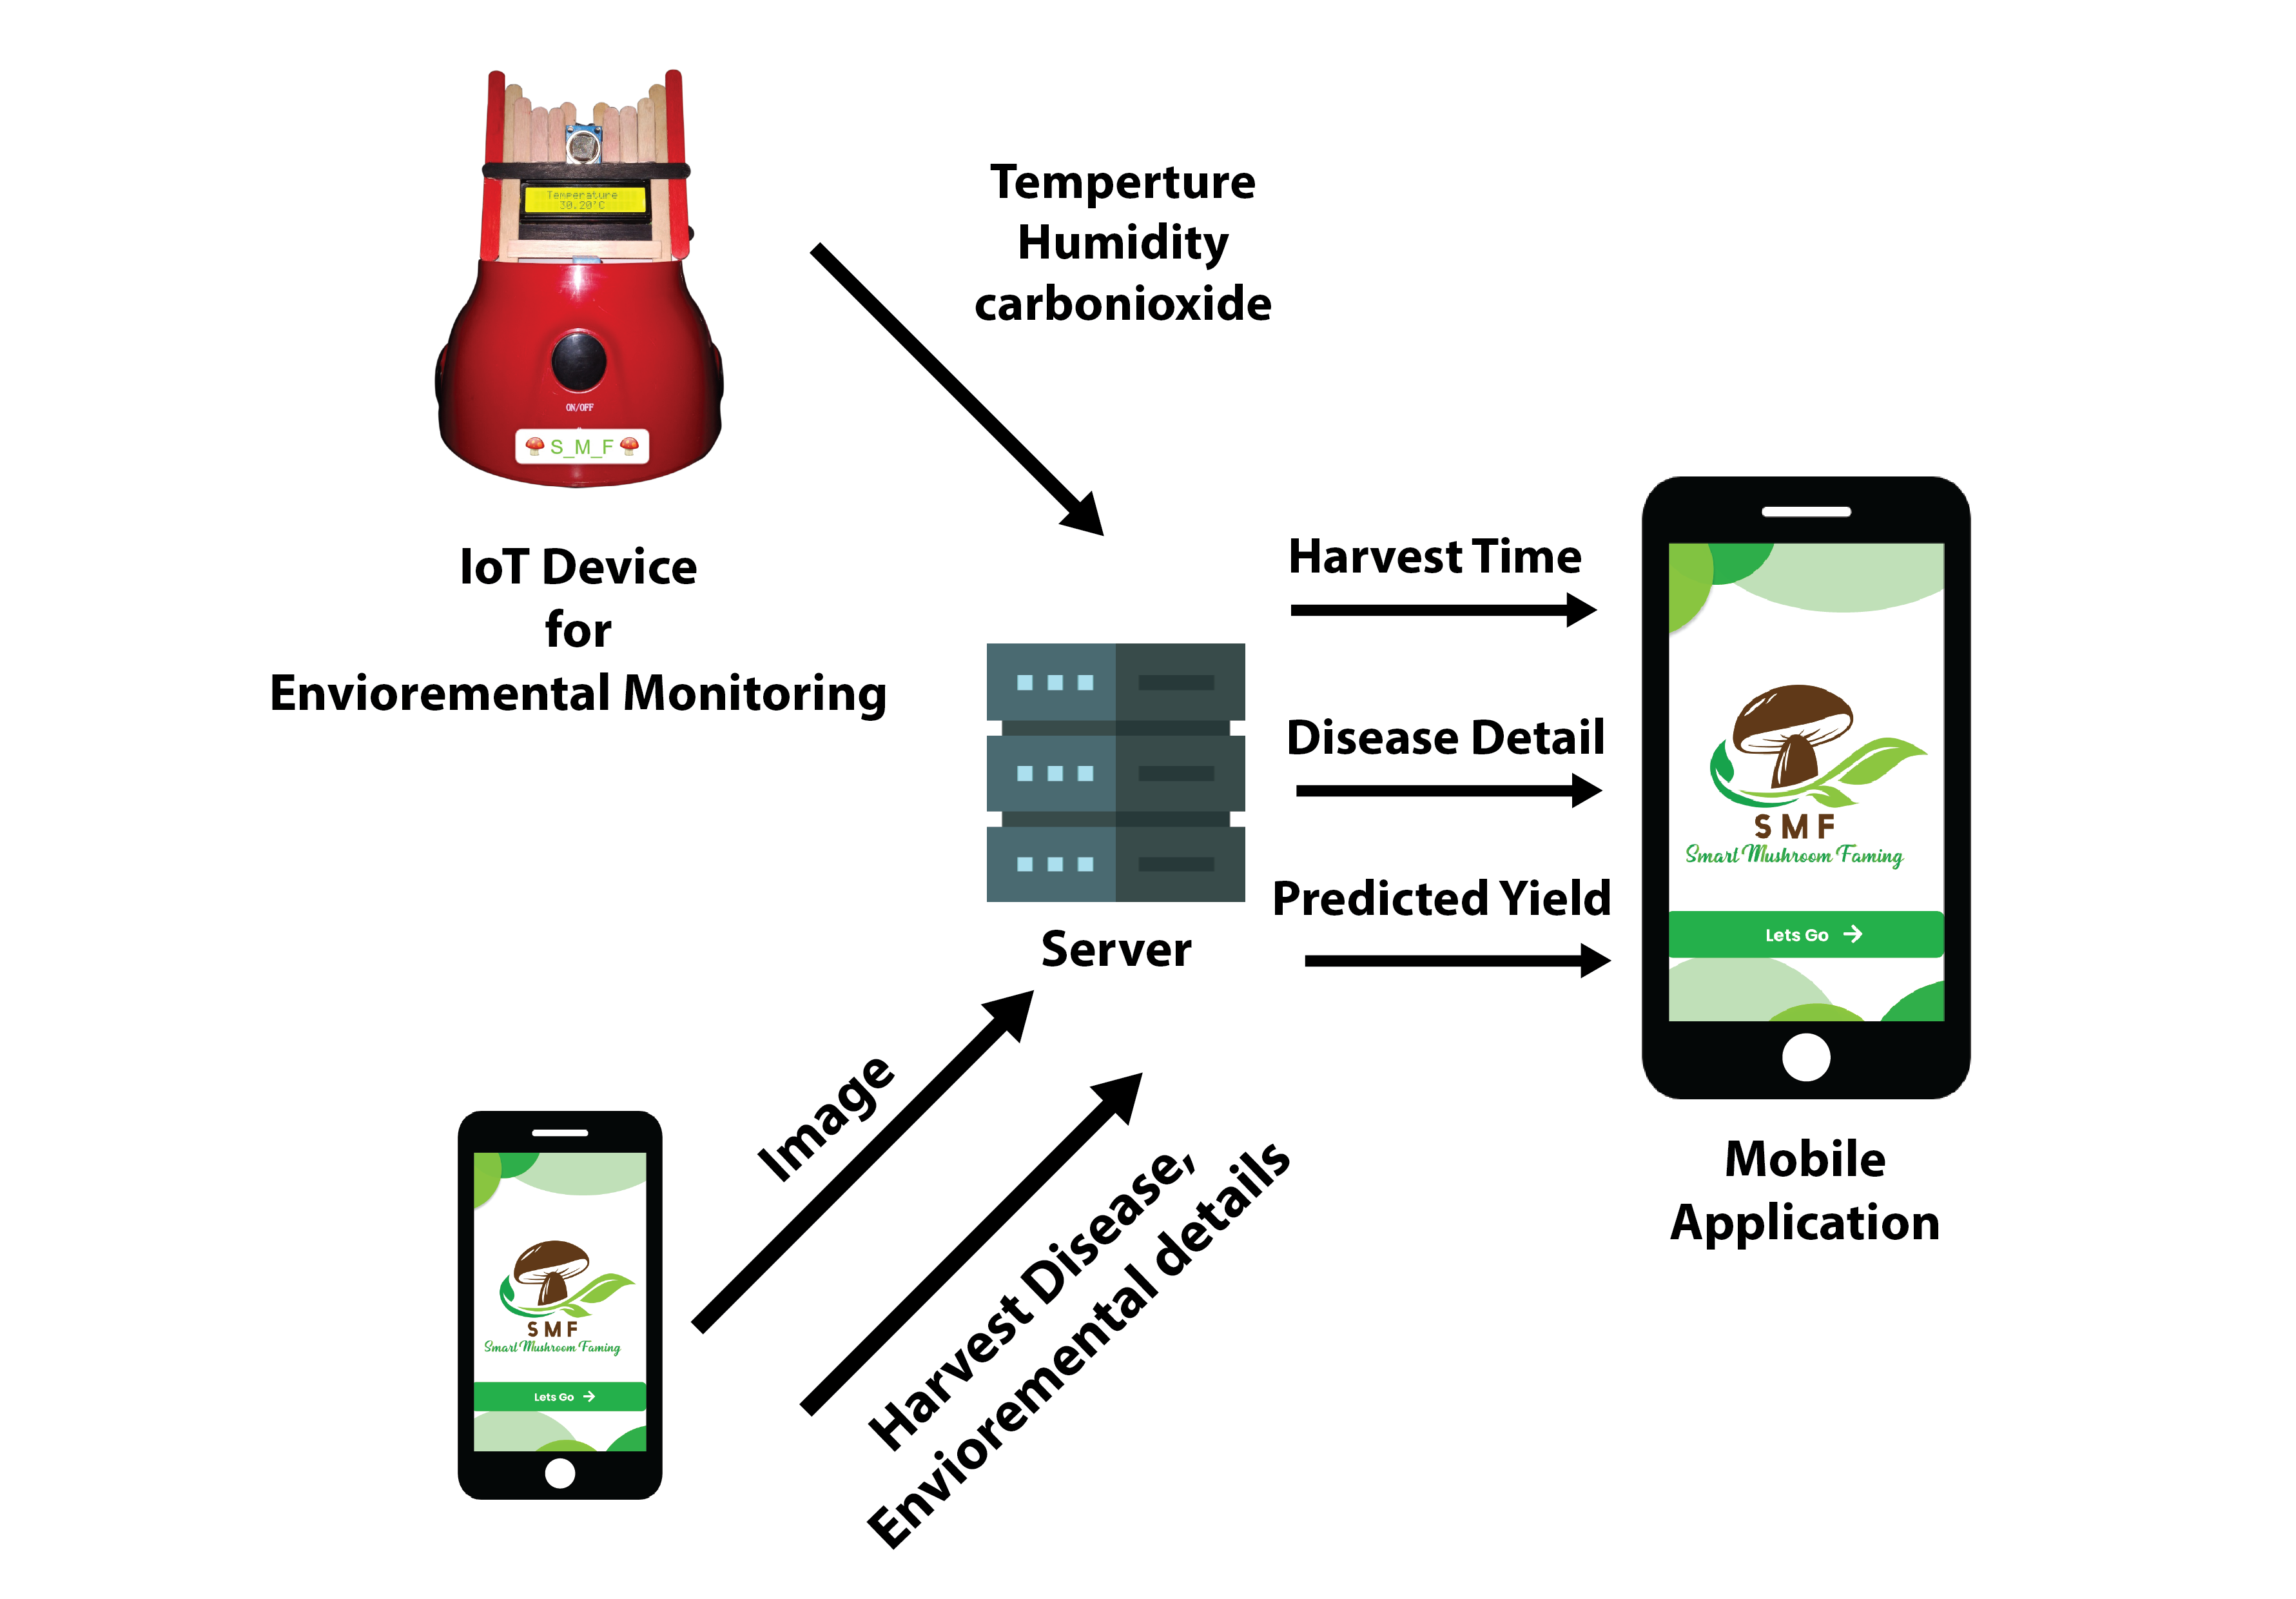 Temperature
30.20°C
ON/OFF
S_M_F
IoT Device
for
Envioremental Monitoring
Temperture
Humidity
carbonioxide
Server
Harvest Time
Disease Detail
Predicted Yield
SMF
Smart Mushroom Faming
Lets Go
Mobile
Application
Image
Harvest Disease,
Envioremental details
SMF
Smart Mushroom Faming
Lets Go